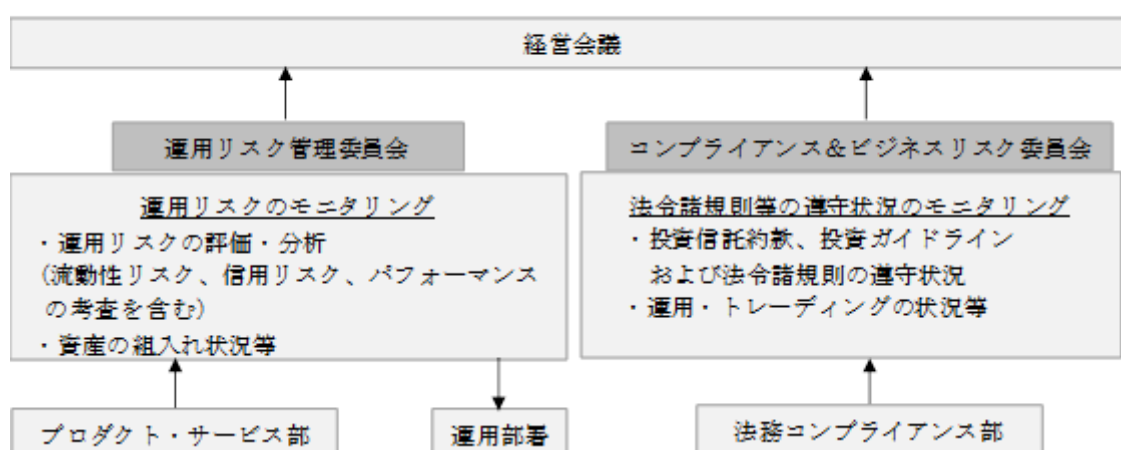 経営会議
運用リスク管理委員会
運用リスクのモニタリング
・運用リスクの評価・分析
(流動性リスク、信用リスク、パフォーマンス
の考査を含む)
・資産の組入れ状況等
プロダクト・サービス部
運用部署
コンプライアンス&ビジネスリスク委員会
法令諸規則等の遵守状況のモニタリング
・投資信託約款、投資ガイドライン
および法令諸規則の遵守状況
・運用・トレーディングの状況等
法務コンプライアンス部